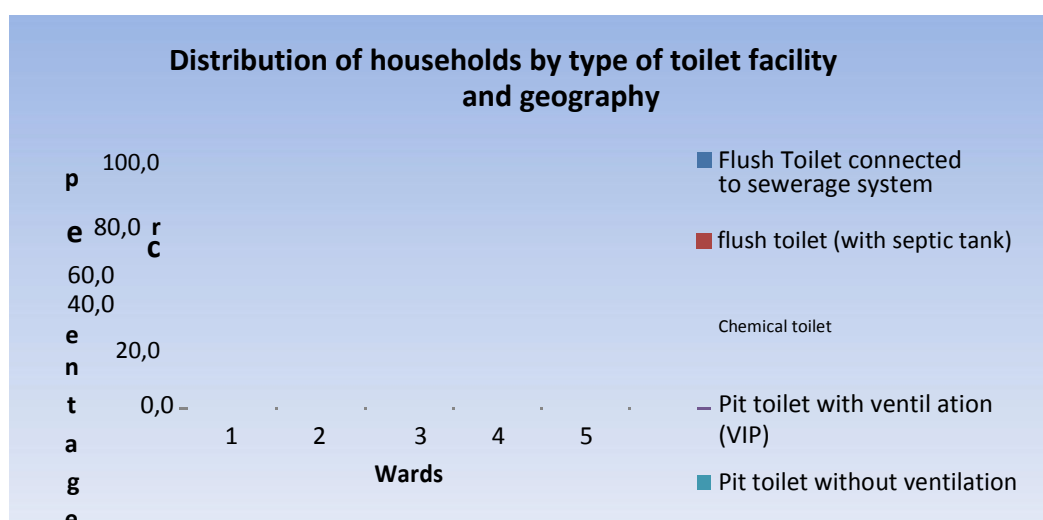 Distribution of households by type of toilet facility
and geography
p
e
rc
e
n
t
a
g
e
100,0
80,0
60,0
40,0
20,0
0,0
1 2 3 4 5
Wards
Flush Toilet connected
to sewerage system
flush toilet (with septic tank)
Chemical toilet
Pit toilet with ventil ation
(VIP)
Pit toilet without ventilation